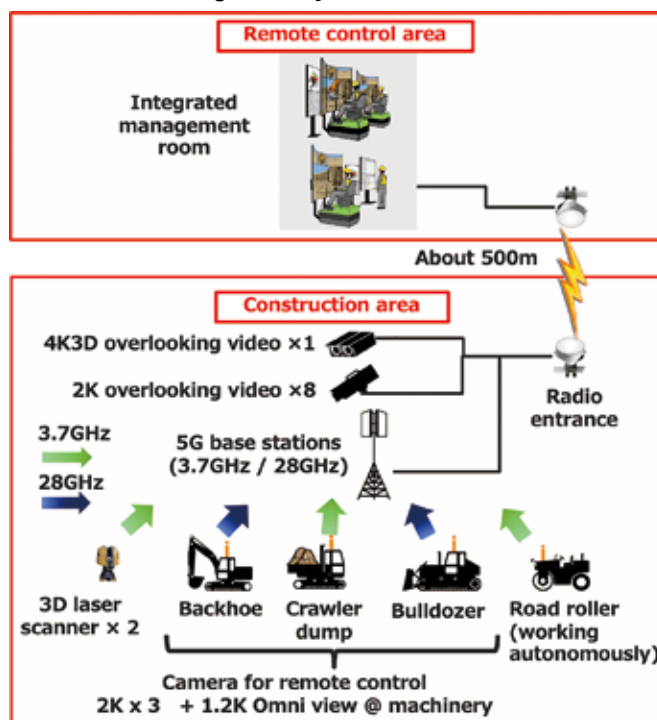 Remote control area
Integrated
management
room
About 500m
Construction area
4K3D overlooking video ×1
2K overlooking video ×8
Radio
entrance
3.7GHz
28GHz
5G base stations
(3.7GHz / 28GHz)
3D laser
scanner × 2
Backhoe
Crawler
dump
Bulldozer
Road roller
(working
autonomously)
Camera for remote control
2K x 3 + 1.2K Omni view @ machinery